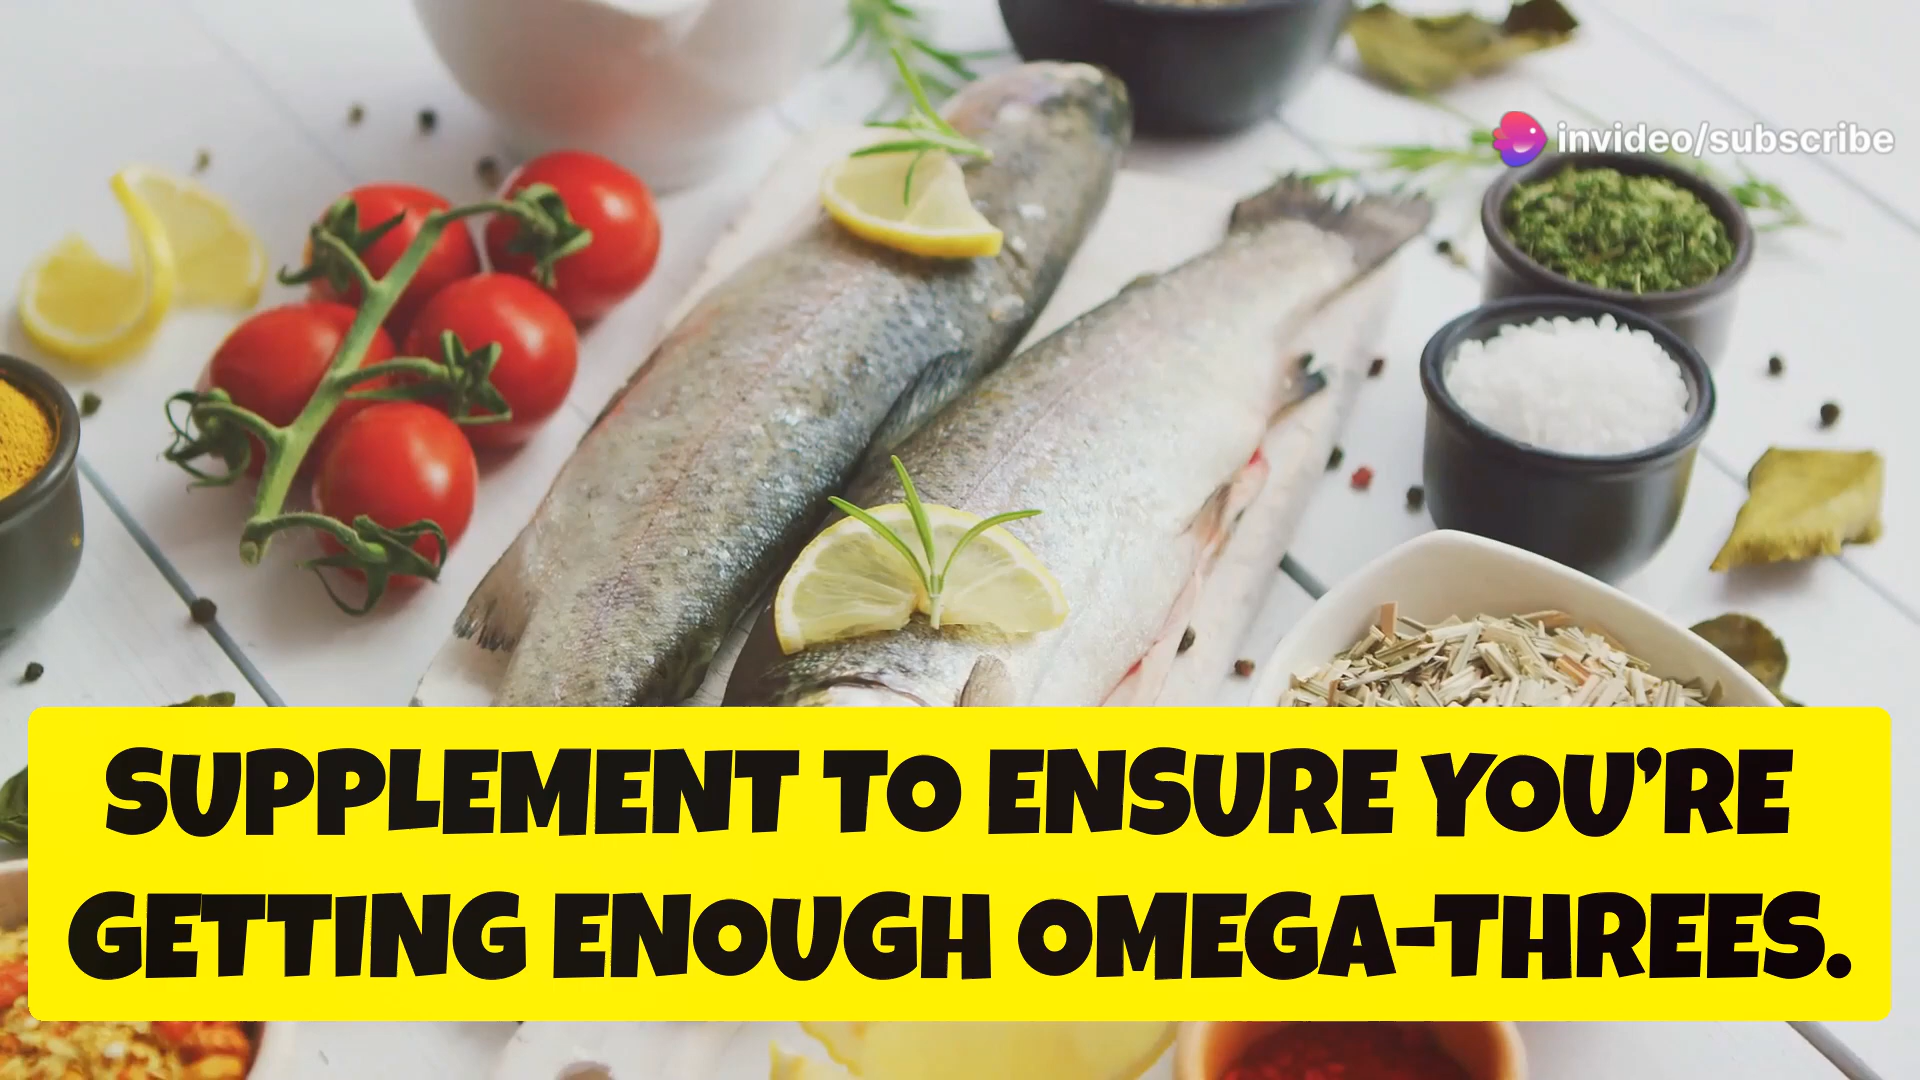 invideo/subscribe
SUPPLEMENT TO ENSURE YOU'RE
GETTING ENOUGH OMEGA-THREES.